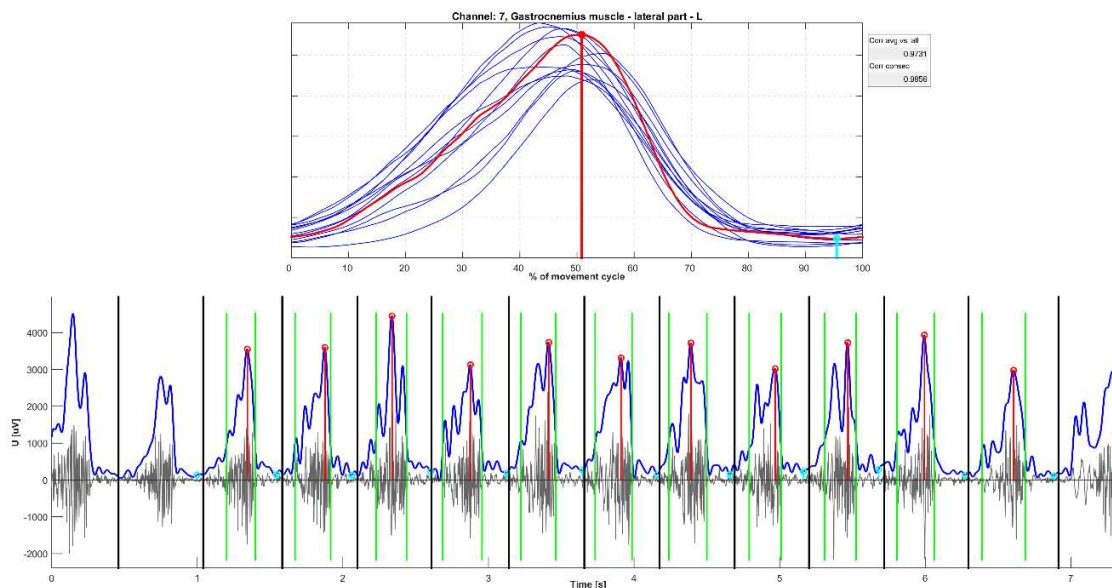 Channel: 7, Gastrocnemius muscle - lateral part - L
Corr avg vs. all
0.9731
Corr consec
0.9858
0 10 20 30 40 50 60 70 80 90 100
% of movement cycle
4000
3000
2000
1000
0
-1000
-2000
U [uV]
0 1 2 3 4 5 6 7
Time [s]